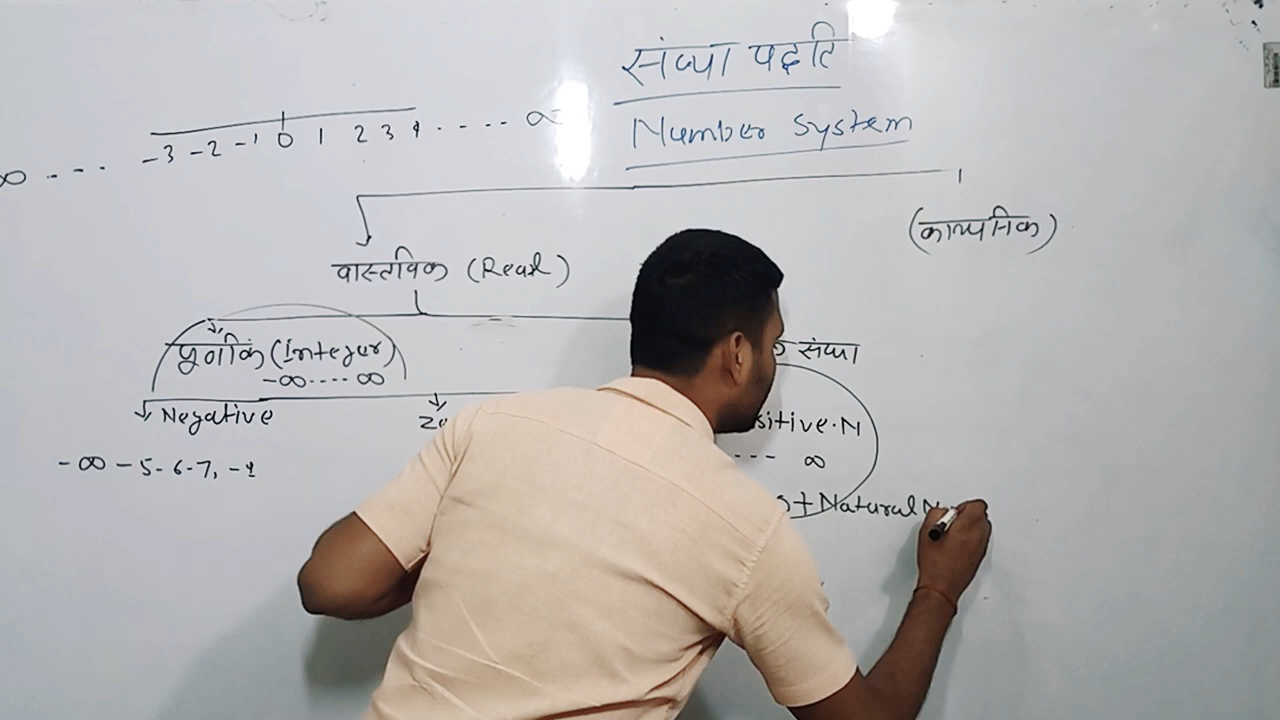 संख्या पद्धति
Number System
∞ ... -3 -2 -1 0 1 2 3 4 ..... ∞
(काल्पनिक)
वास्तविक (Real)
पूर्णांक (Integer)
संख्या
-∞ .... ∞
Negative
sitive.N
-∞ -5-6-7, -1
--- ∞
+ Natural N